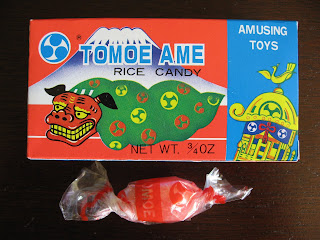 ®
TOMOE AME
RICE CANDY
NET WT. ¾OZ
AMUSING
TOYS
TOMOE